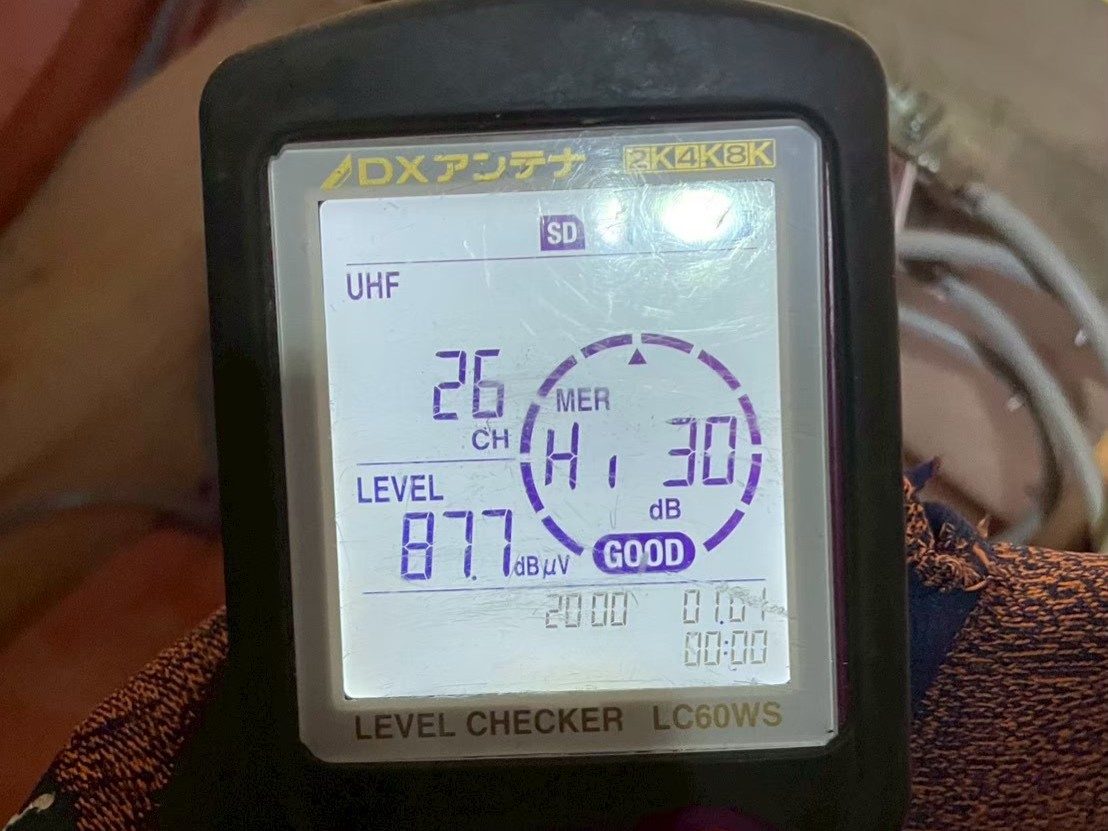 DXアンテナ 2K4K8K
SD
UHF
26
CH
MER
Hi 30
dB
LEVEL
87.7 dBμV
GOOD
2000 01.01
00:00
LEVEL CHECKER LC60WS